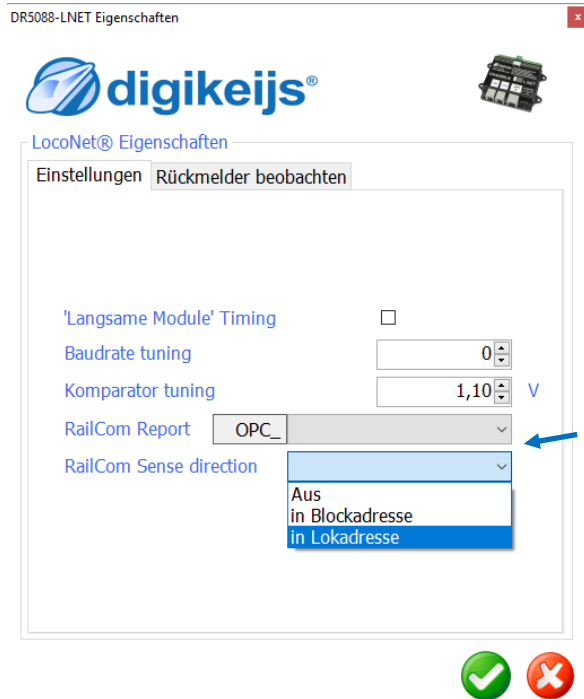 DR5088-LNET Eigenschaften
x
digikeijs®
LocoNet® Eigenschaften
Einstellungen Rückmelder beobachten
'Langsame Module' Timing
Baudrate tuning 0
Komparator tuning 1,10 V
RailCom Report OPC_
RailCom Sense direction
Aus
in Blockadresse
in Lokadresse